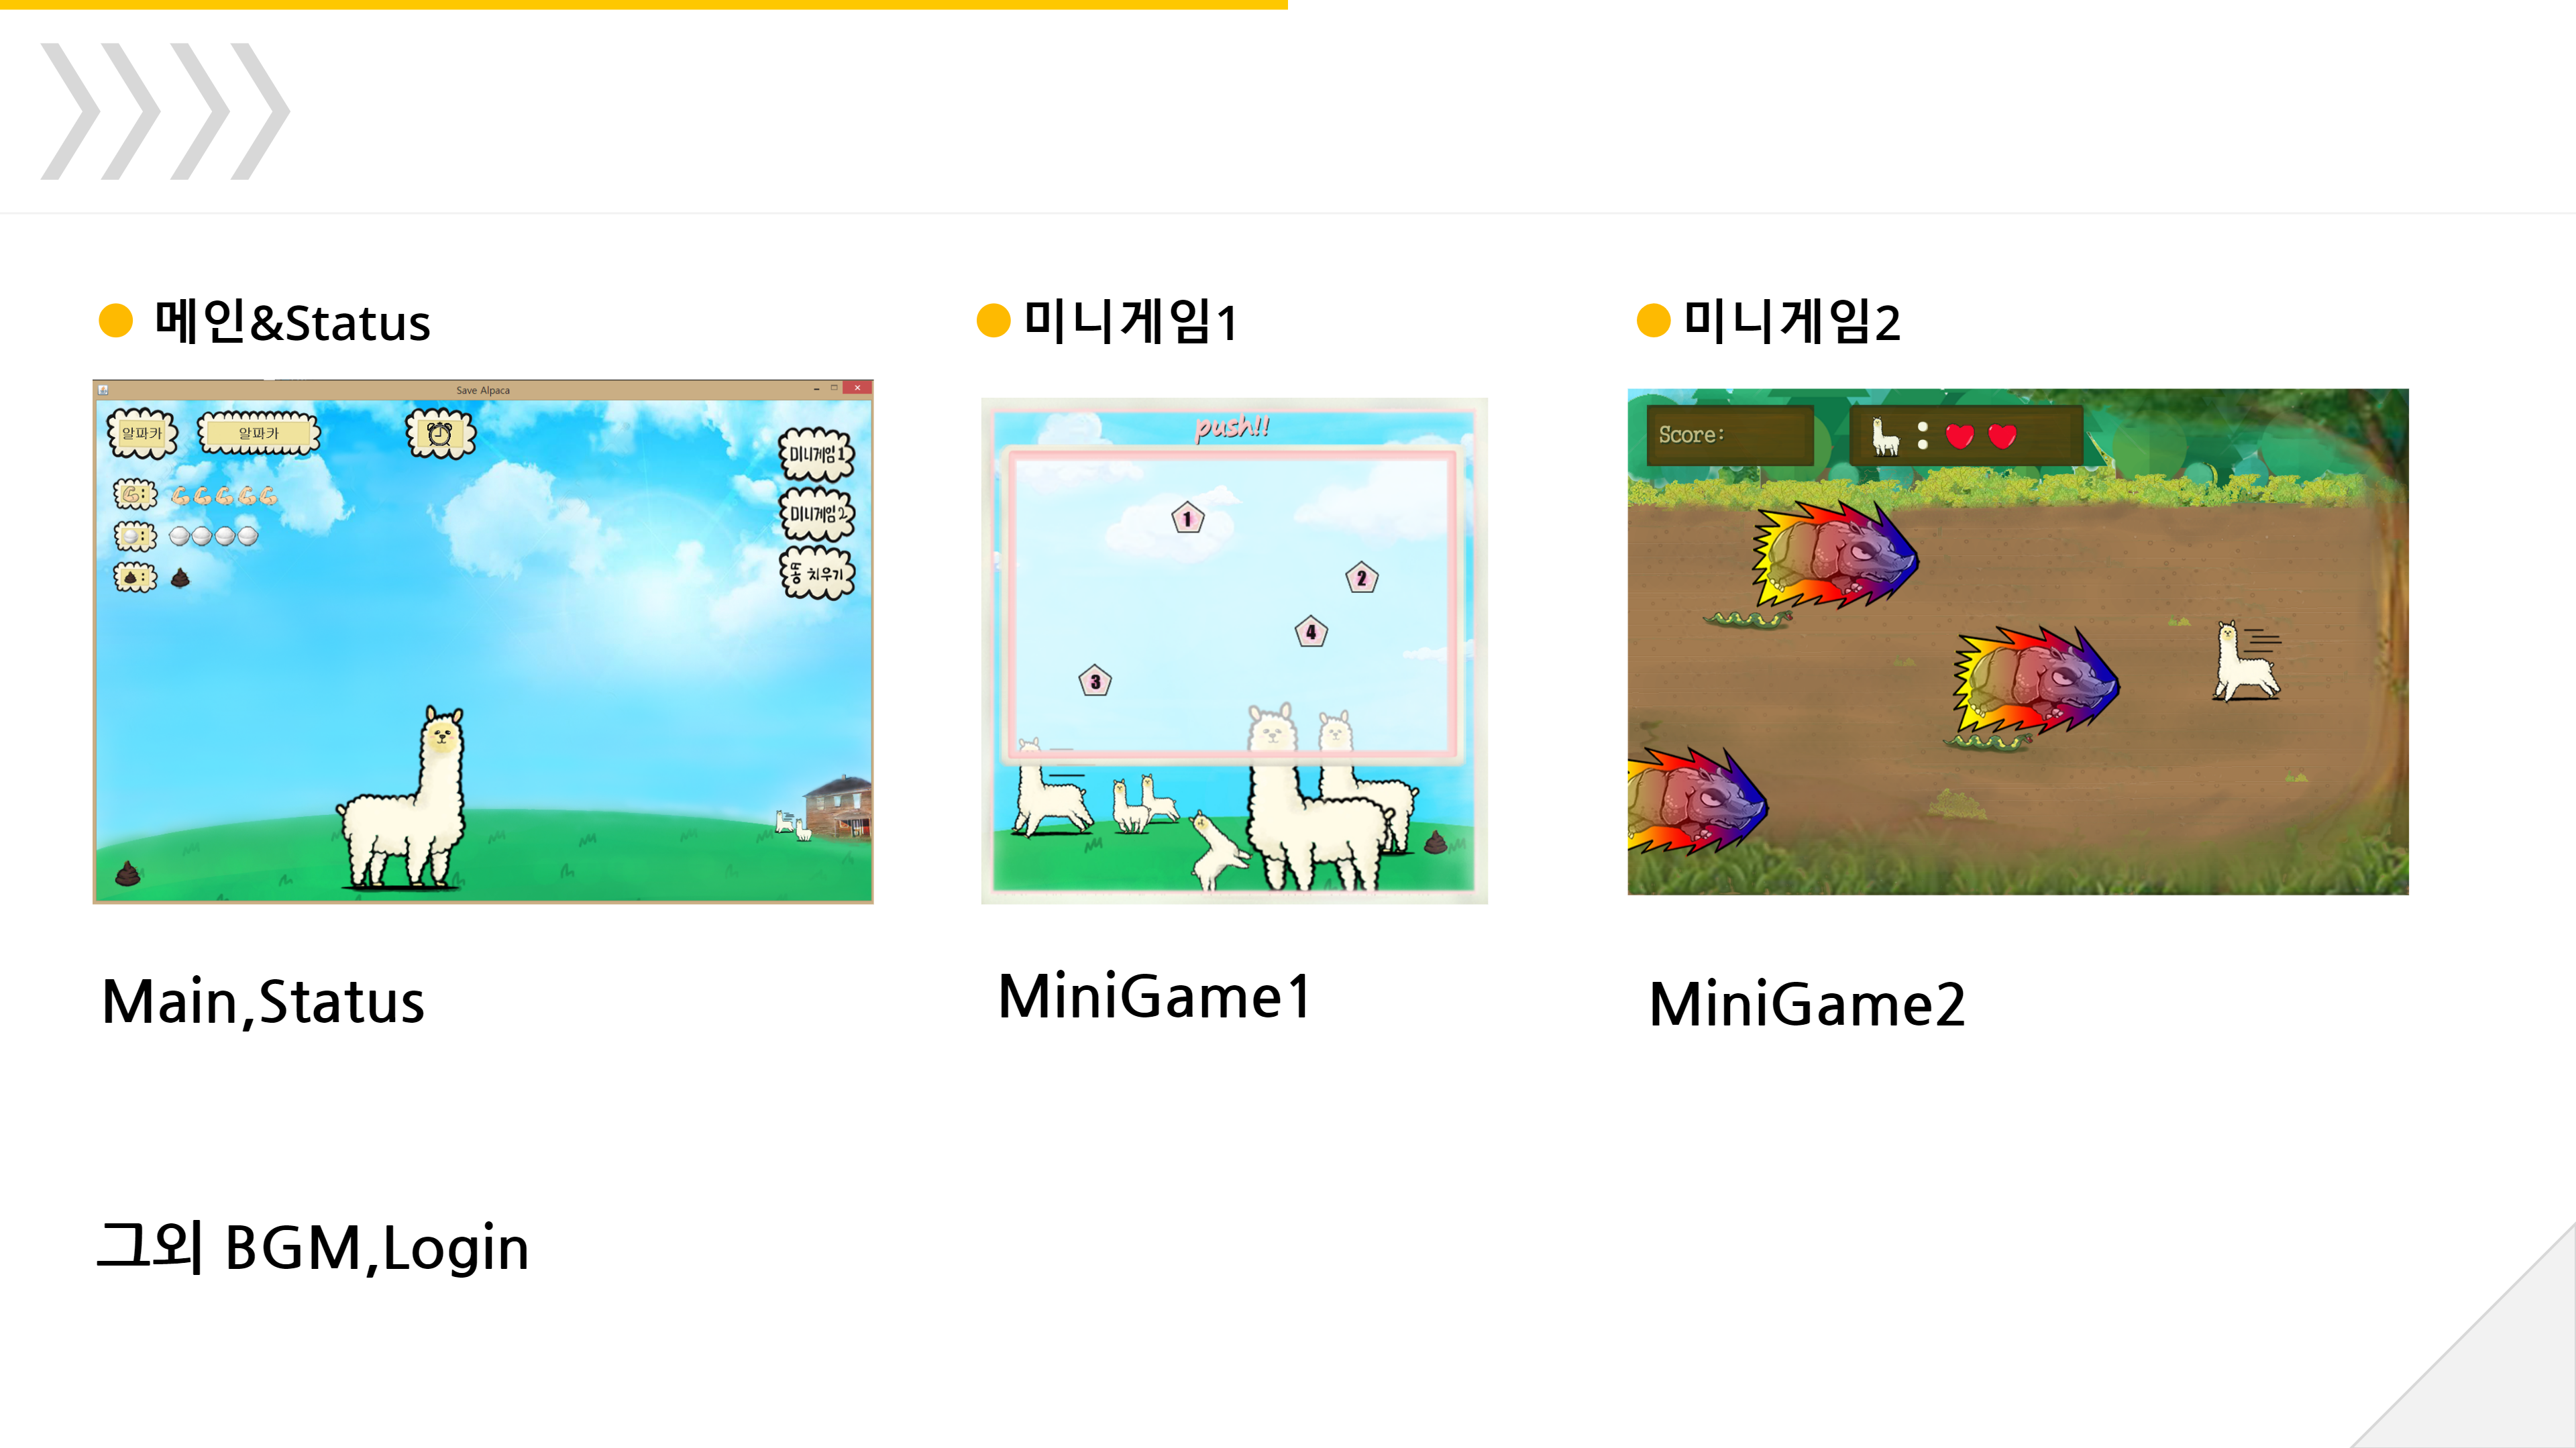 메인&Status
미니게임1
미니게임2
Save Alpaca
알파카
알파카
미니게임1
미니게임2
똥 치우기
push!!
1
2
4
3
Score:
:
Main,Status
MiniGame1
MiniGame2
그외 BGM,Login